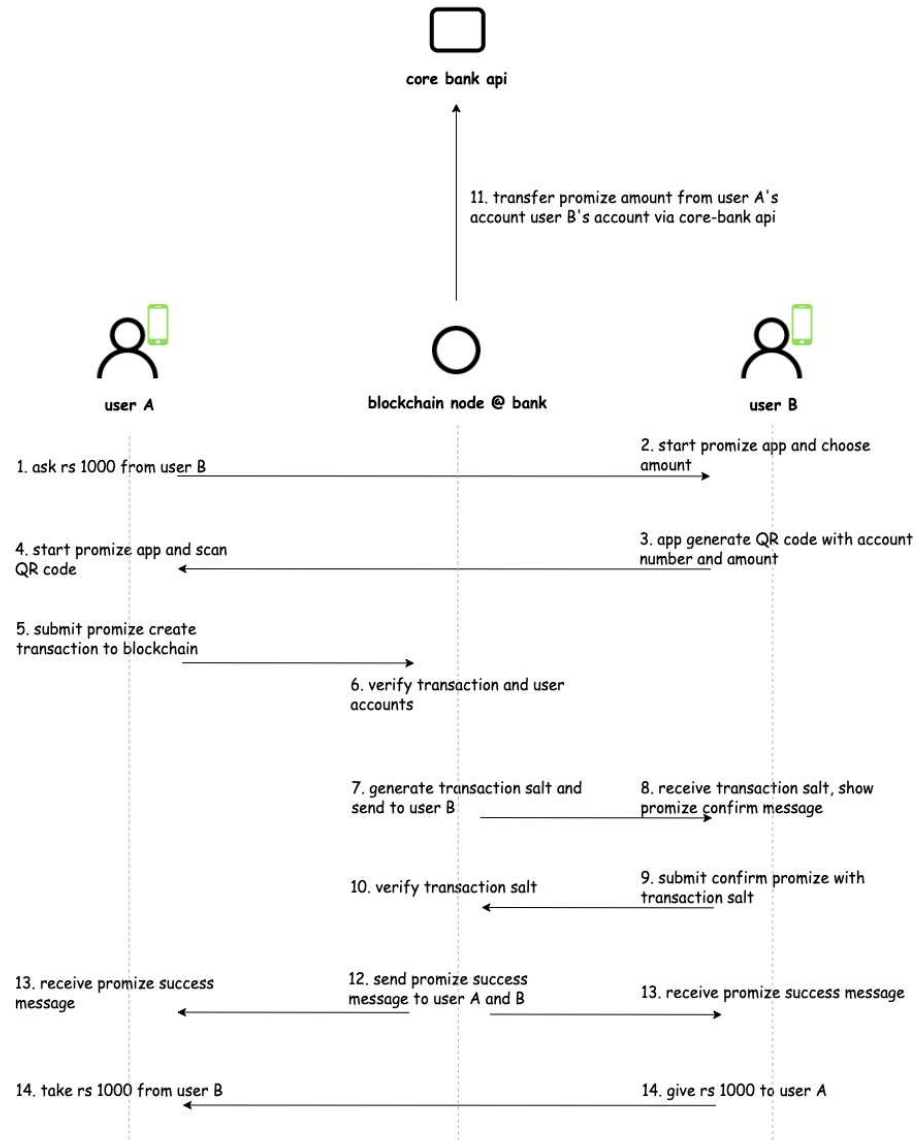 core bank api
11. transfer promize amount from user A's
account user B's account via core-bank api
user A
blockchain node @ bank
user B
1. ask rs 1000 from user B
2. start promize app and choose
amount
3. app generate QR code with account
number and amount
4. start promize app and scan
QR code
5. submit promize create
transaction to blockchain
6. verify transaction and user
accounts
7. generate transaction salt and
send to user B
8. receive transaction salt, show
promize confirm message
9. submit confirm promize with
transaction salt
10. verify transaction salt
12. send promize success
message to user A and B
13. receive promize success
message
13. receive promize success message
14. take rs 1000 from user B
14. give rs 1000 to user A